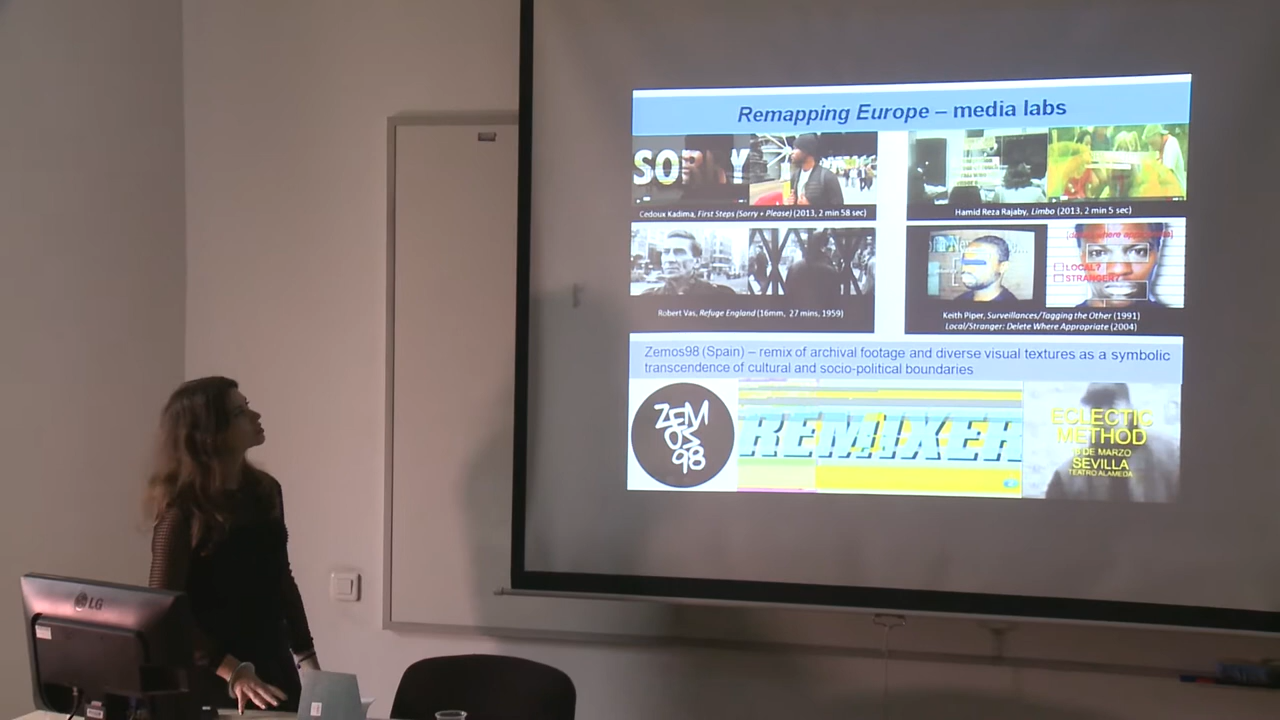 Remapping Europe – media labs
SORRY
Cedoux Kadima, First Steps (Sorry + Please) (2013, 2 min 58 sec)
Hamid Reza Rajaby, Limbo (2013, 2 min 5 sec)
LOCAL?
STRANGER?
Robert Vas, Refuge England (16mm, 27 mins, 1959)
Keith Piper, Surveillances/Tagging the Other (1991)
Local/Stranger: Delete Where Appropriate (2004)
Zemos98 (Spain) – remix of archival footage and diverse visual textures as a symbolic
transcendence of cultural and socio-political boundaries
ZEM
OS
98
REMIXER
ECLECTIC
METHOD
DE MARZO
SEVILLA
TEATRO ALAMEDA
LG